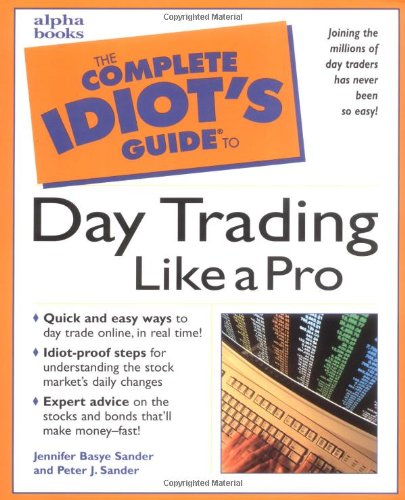 Copyrighted Material
alpha
books
Joining the
millions of
day traders
has never
been
so easy!
THE
COMPLETE
IDIOT'S
GUIDE® TO
Day Trading
Like a Pro
Quick and easy ways to
day trade online, in real time!
Idiot-proof steps for
understanding the stock
market's daily changes
Expert advice on
the stocks and bonds that'll
make money–fast!
Jennifer Basye Sander
and Peter J. Sander
Copyrighted Material